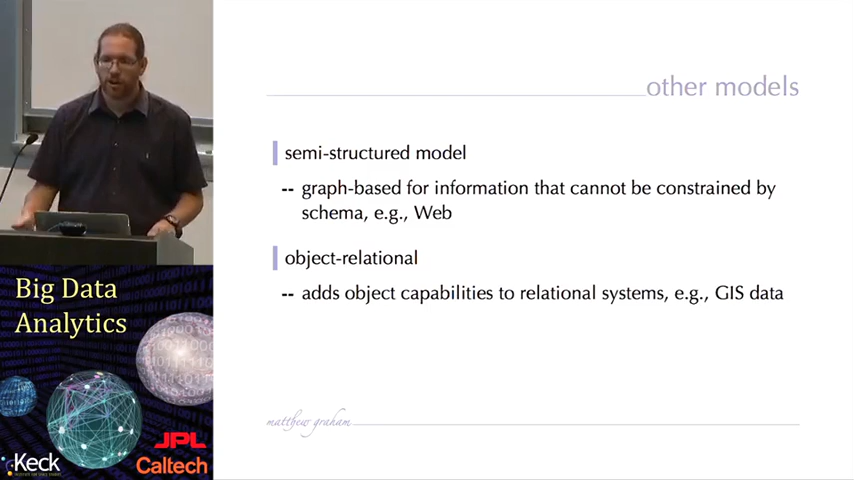 other models
semi-structured model
-- graph-based for information that cannot be constrained by
schema, e.g., Web
object-relational
-- adds object capabilities to relational systems, e.g., GIS data
matthew graham
Big Data
Analytics
JPL
Keck
Caltech